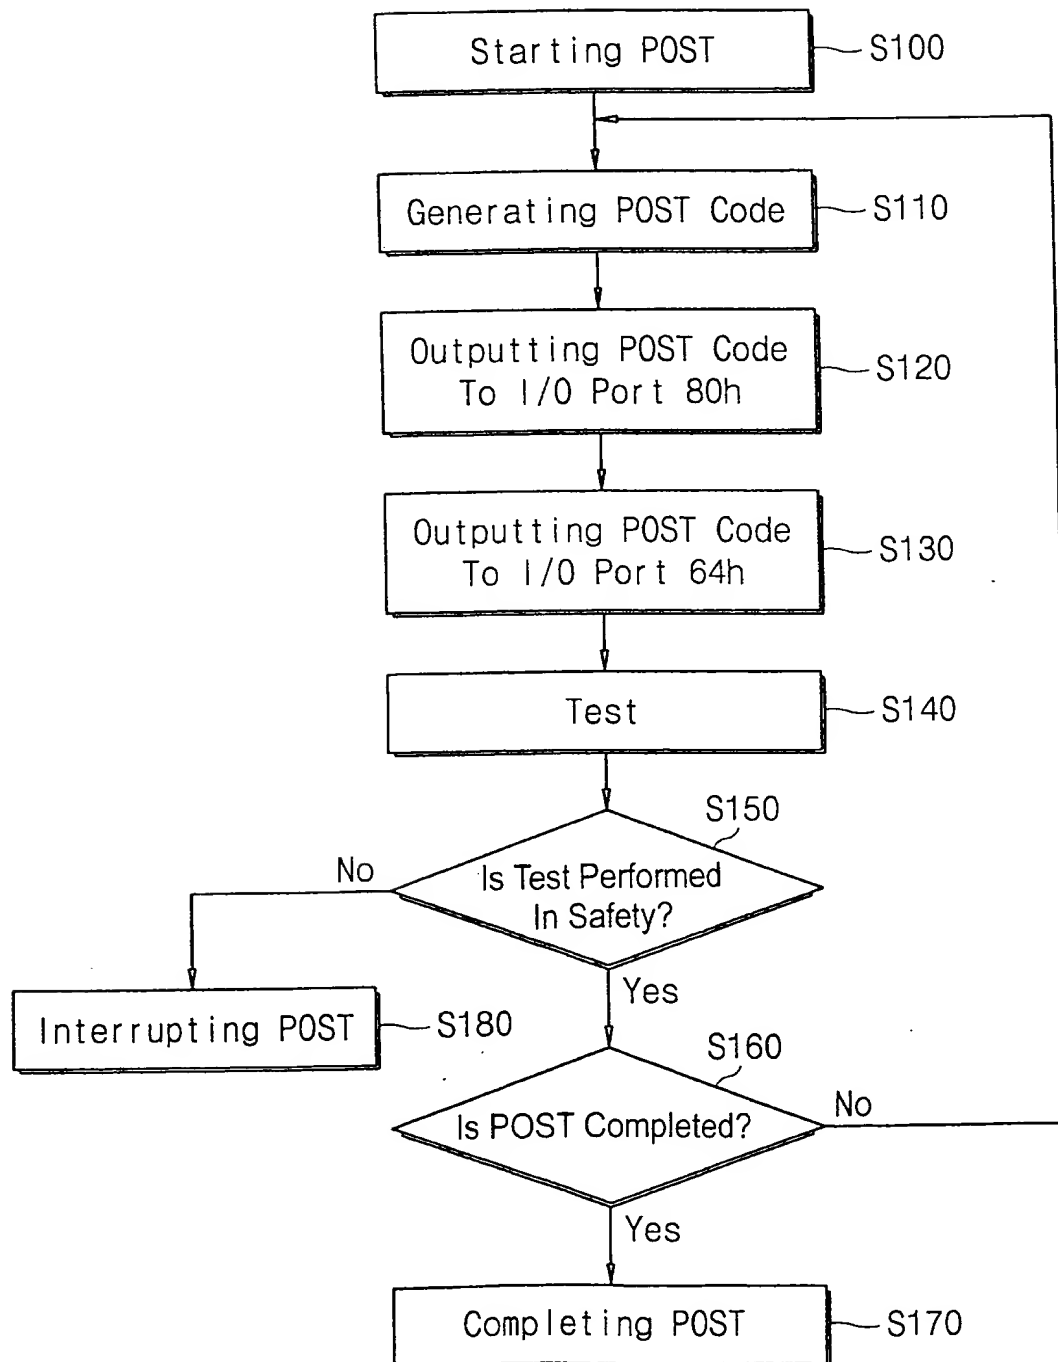 Starting POST
S100
Generating POST Code
S110
Outputting POST Code
To I/O Port 80h
S120
Outputting POST Code
To I/O Port 64h
S130
Test
S140
S150
Is Test Performed
In Safety?
No
Yes
Interrupting POST
S180
S160
Is POST Completed?
No
Yes
Completing POST
S170